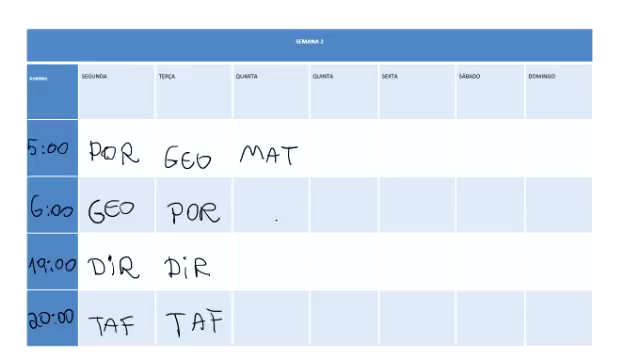 SEMANA 2
HORÁRIO SEGUNDA TERÇA QUARTA QUINTA SEXTA SÁBADO DOMINGO
5:00 POR GEO MAT
6:00 GEO POR
19:00 DIR DIR
20:00 TAF TAF